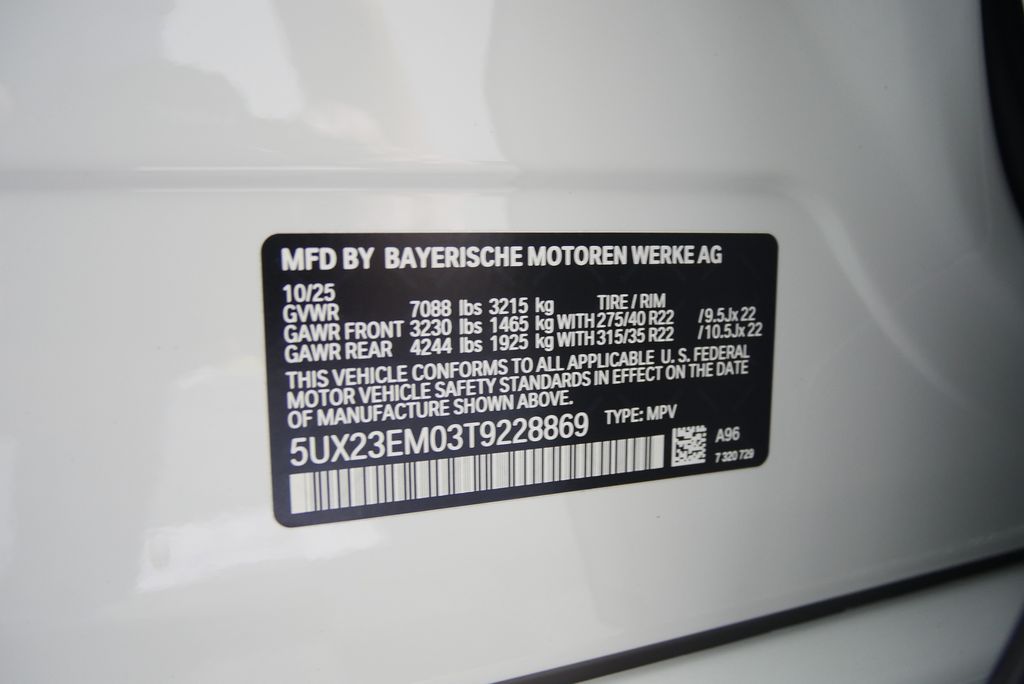 MFD BY BAYERISCHE MOTOREN WERKE AG
10/25
GVWR 7088 lbs 3215 kg TIRE / RIM
GAWR FRONT 3230 lbs 1465 kg WITH 275/40 R22 /9.5Jx 22
GAWR REAR 4244 lbs 1925 kg WITH 315/35 R22 /10.5Jx 22
THIS VEHICLE CONFORMS TO ALL APPLICABLE U. S. FEDERAL
MOTOR VEHICLE SAFETY STANDARDS IN EFFECT ON THE DATE
OF MANUFACTURE SHOWN ABOVE.
5UX23EM03T9228869 TYPE: MPV
A96
7 320 729